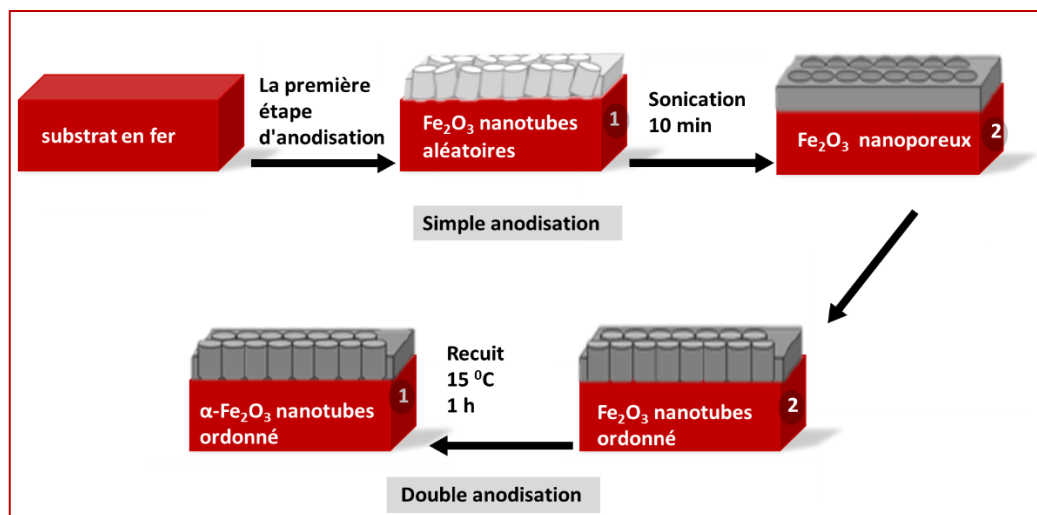 substrat en fer
La première
étape
d'anodisation
Fe₂O₃ nanotubes
aléatoires
1
Sonication
10 min
Fe₂O₃ nanoporeux
2
Simple anodisation
α-Fe₂O₃ nanotubes
ordonné
1
Recuit
15 ⁰C
1 h
Fe₂O₃ nanotubes
ordonné
2
Double anodisation